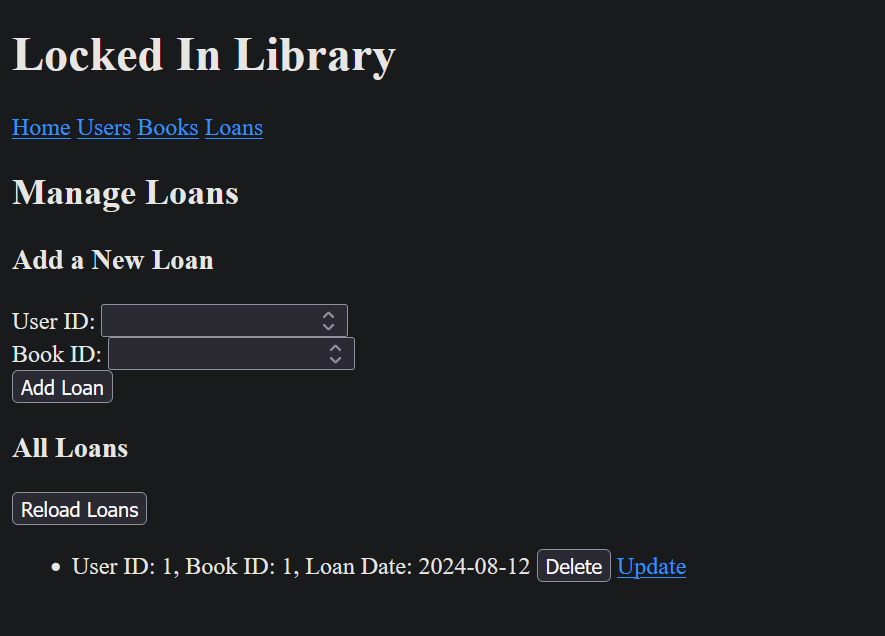 Locked In Library
Home Users Books Loans
Manage Loans
Add a New Loan
User ID:
Book ID:
Add Loan
All Loans
Reload Loans
User ID: 1, Book ID: 1, Loan Date: 2024-08-12 Delete Update